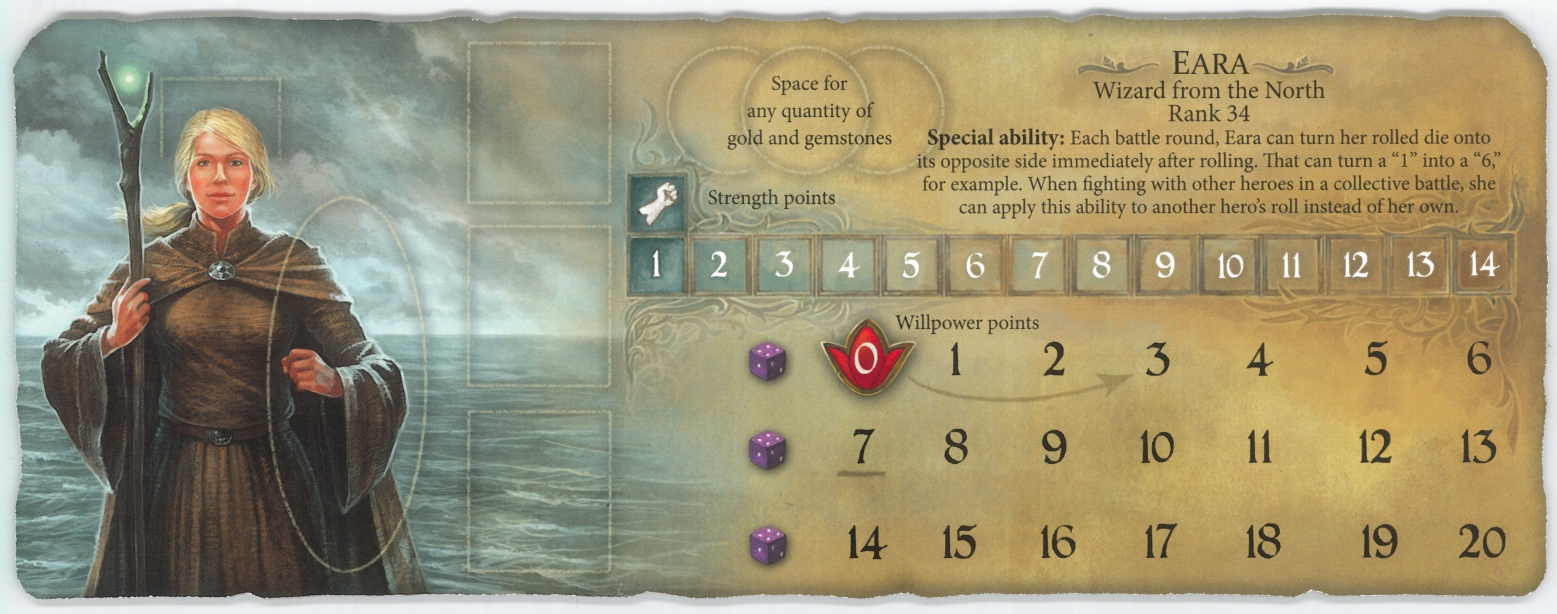 Space for
any quantity of
gold and gemstones
EARA
Wizard from the North
Rank 34
Special ability: Each battle round, Eara can turn her rolled die onto
its opposite side immediately after rolling. That can turn a “1” into a “6,”
for example. When fighting with other heroes in a collective battle, she
can apply this ability to another hero’s roll instead of her own.
Strength points
1 2 3 4 5 6 7 8 9 10 11 12 13 14
Willpower points
0 1 2 3 4 5 6
7 8 9 10 11 12 13
14 15 16 17 18 19 20